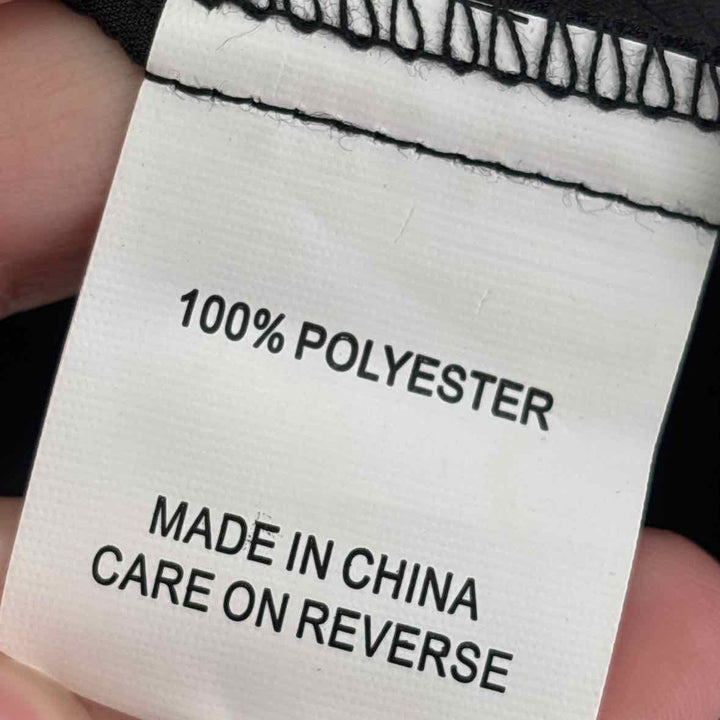 100% POLYESTER
MADE IN CHINA
CARE ON REVERSE